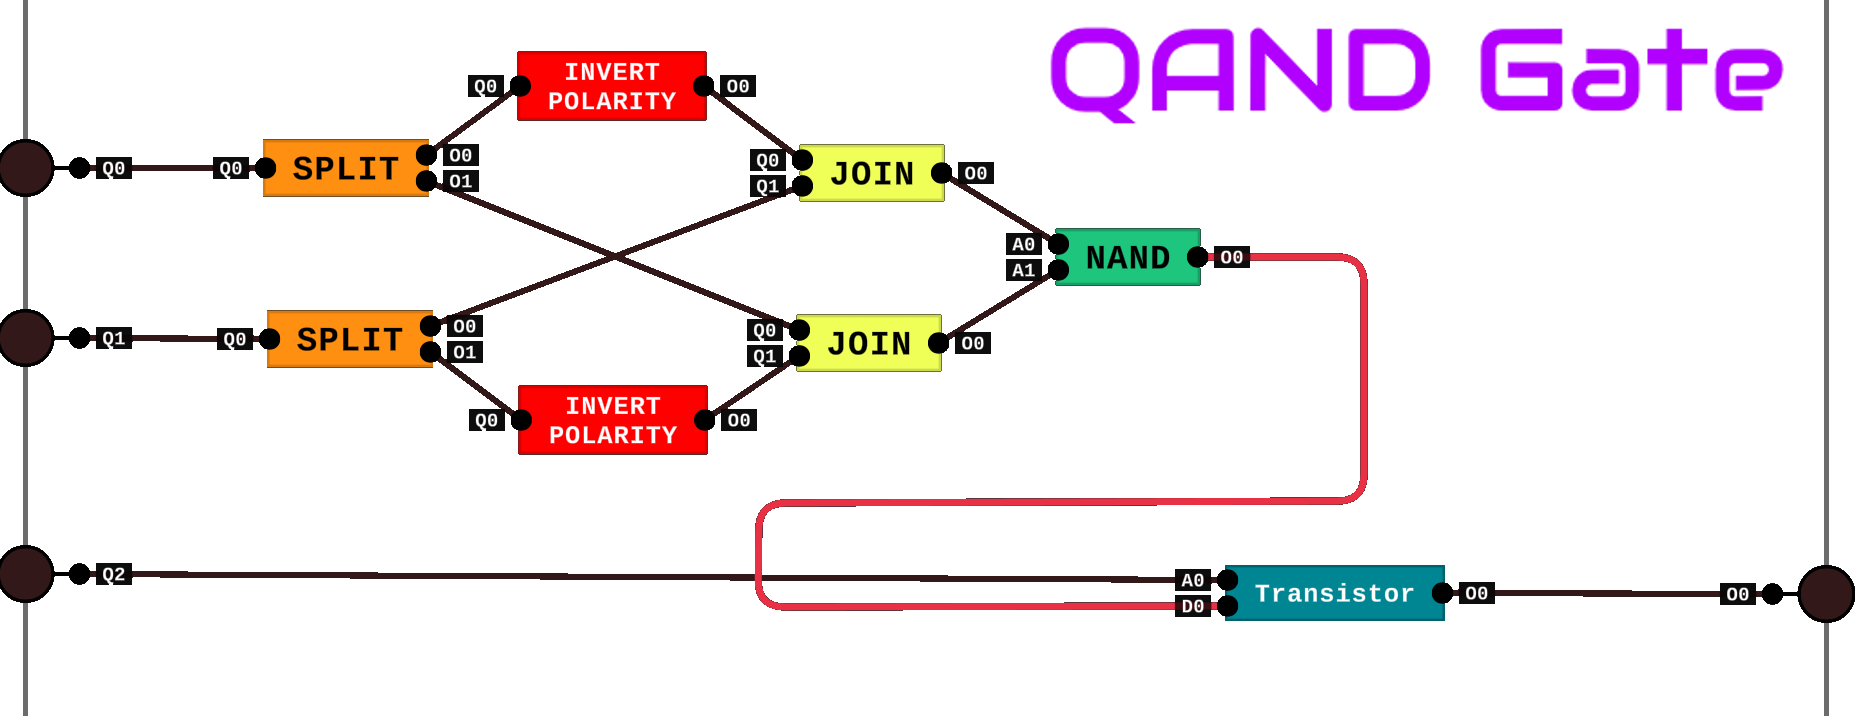 QAND Gate
INVERT
POLARITY
Q0
O0
Q0
Q0
SPLIT
O0
O1
Q0
Q1
JOIN
O0
A0
A1
NAND
O0
Q1
Q0
SPLIT
O0
O1
Q0
Q1
JOIN
O0
INVERT
POLARITY
Q0
O0
Q2
A0
D0
Transistor
O0
O0